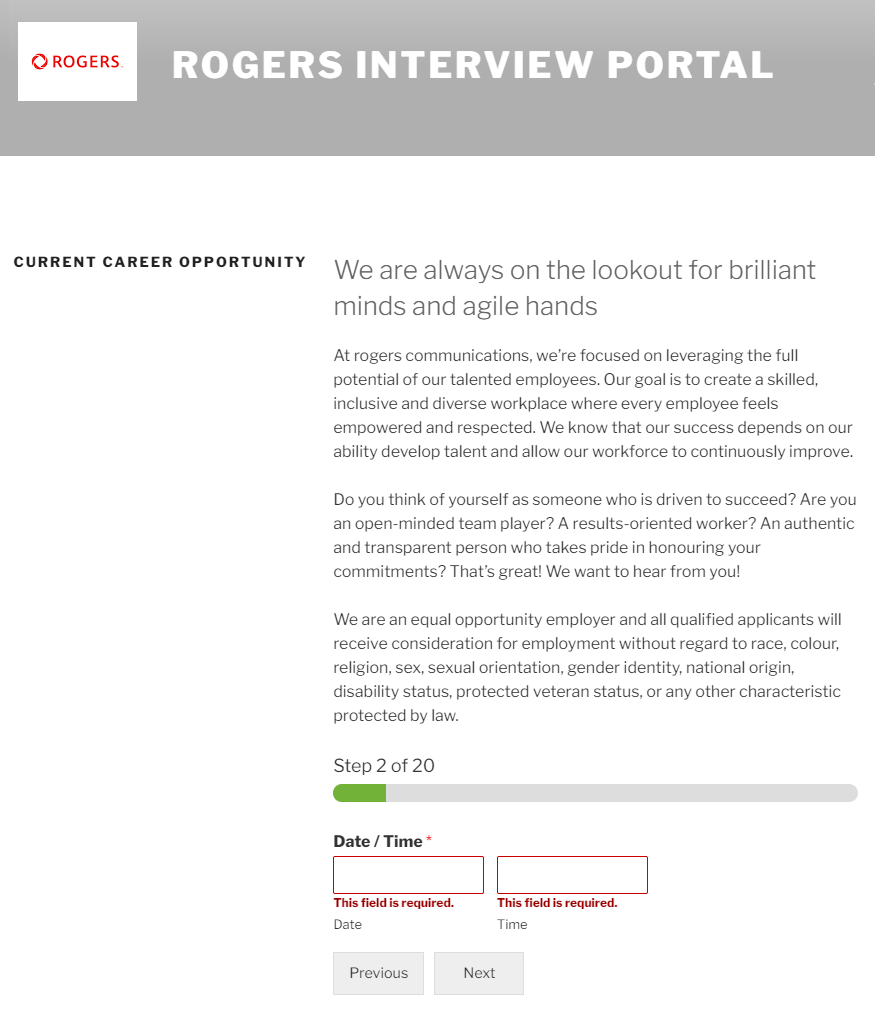 ROGERS
ROGERS INTERVIEW PORTAL
CURRENT CAREER OPPORTUNITY
We are always on the lookout for brilliant
minds and agile hands
At rogers communications, we’re focused on leveraging the full
potential of our talented employees. Our goal is to create a skilled,
inclusive and diverse workplace where every employee feels
empowered and respected. We know that our success depends on our
ability develop talent and allow our workforce to continuously improve.
Do you think of yourself as someone who is driven to succeed? Are you
an open-minded team player? A results-oriented worker? An authentic
and transparent person who takes pride in honouring your
commitments? That’s great! We want to hear from you!
We are an equal opportunity employer and all qualified applicants will
receive consideration for employment without regard to race, colour,
religion, sex, sexual orientation, gender identity, national origin,
disability status, protected veteran status, or any other characteristic
protected by law.
Step 2 of 20
Date / Time *
This field is required. This field is required.
Date Time
Previous Next